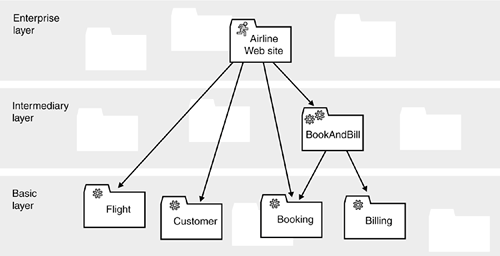 Enterprise
layer
Airline
Web site
Intermediary
layer
BookAndBill
Basic
layer
Flight
Customer
Booking
Billing